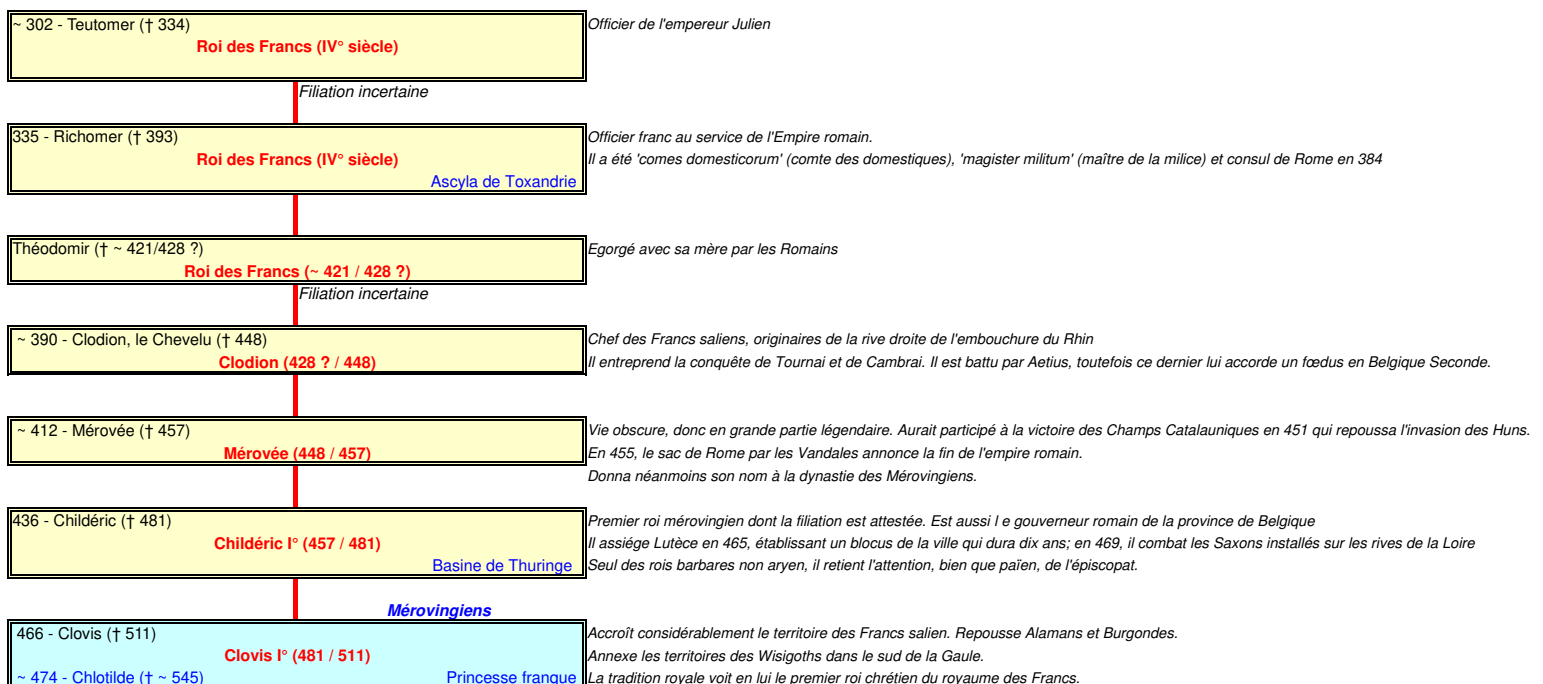 ~ 302 - Teutomer († 334)
Officier de l'empereur Julien
Roi des Francs (IV° siècle)
Filiation incertaine
335 - Richomer († 393)
Officier franc au service de l'Empire romain.
Roi des Francs (IV° siècle)
Il a été 'comes domesticorum' (comte des domestiques), 'magister militum' (maître de la milice) et consul de Rome en 384
Ascyla de Toxandrie
Théodomir († ~ 421/428 ?)
Egorgé avec sa mère par les Romains
Roi des Francs (~ 421 / 428 ?)
Filiation incertaine
~ 390 - Clodion, le Chevelu († 448)
Chef des Francs saliens, originaires de la rive droite de l'embouchure du Rhin
Clodion (428 ? / 448)
Il entreprend la conquête de Tournai et de Cambrai. Il est battu par Aetius, toutefois ce dernier lui accorde un fœdus en Belgique Seconde.
~ 412 - Mérovée († 457)
Vie obscure, donc en grande partie légendaire. Aurait participé à la victoire des Champs Catalauniques en 451 qui repoussa l'invasion des Huns.
Mérovée (448 / 457)
En 455, le sac de Rome par les Vandales annonce la fin de l'empire romain.
Donna néanmoins son nom à la dynastie des Mérovingiens.
436 - Childéric († 481)
Premier roi mérovingien dont la filiation est attestée. Est aussi l e gouverneur romain de la province de Belgique
Childéric I° (457 / 481)
Il assiége Lutèce en 465, établissant un blocus de la ville qui dura dix ans; en 469, il combat les Saxons installés sur les rives de la Loire
Basine de Thuringe
Seul des rois barbares non aryen, il retient l'attention, bien que païen, de l'épiscopat.
Mérovingiens
466 - Clovis († 511)
Accroît considérablement le territoire des Francs salien. Repousse Alamans et Burgondes.
Clovis I° (481 / 511)
Annexe les territoires des Wisigoths dans le sud de la Gaule.
~ 474 - Chlotilde († ~ 545)
Princesse franque
La tradition royale voit en lui le premier roi chrétien du royaume des Francs.